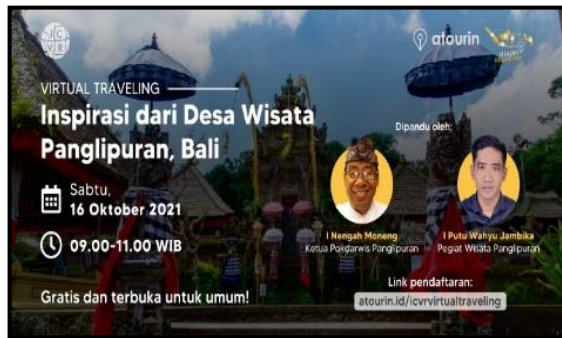 ICVR
atourin
VIRTUAL TRAVELING
Inspirasi dari Desa Wisata
Panglipuran, Bali
Sabtu,
16 Oktober 2021
09.00-11.00 WIB
Gratis dan terbuka untuk umum!
Dipandu oleh:
I Nengah Moneng
Ketua Pokdarwis Panglipuran
I Putu Wahyu Jambika
Pegiat Wisata Panglipuran
Link pendaftaran:
atourin.id/icvrvirtualtraveling